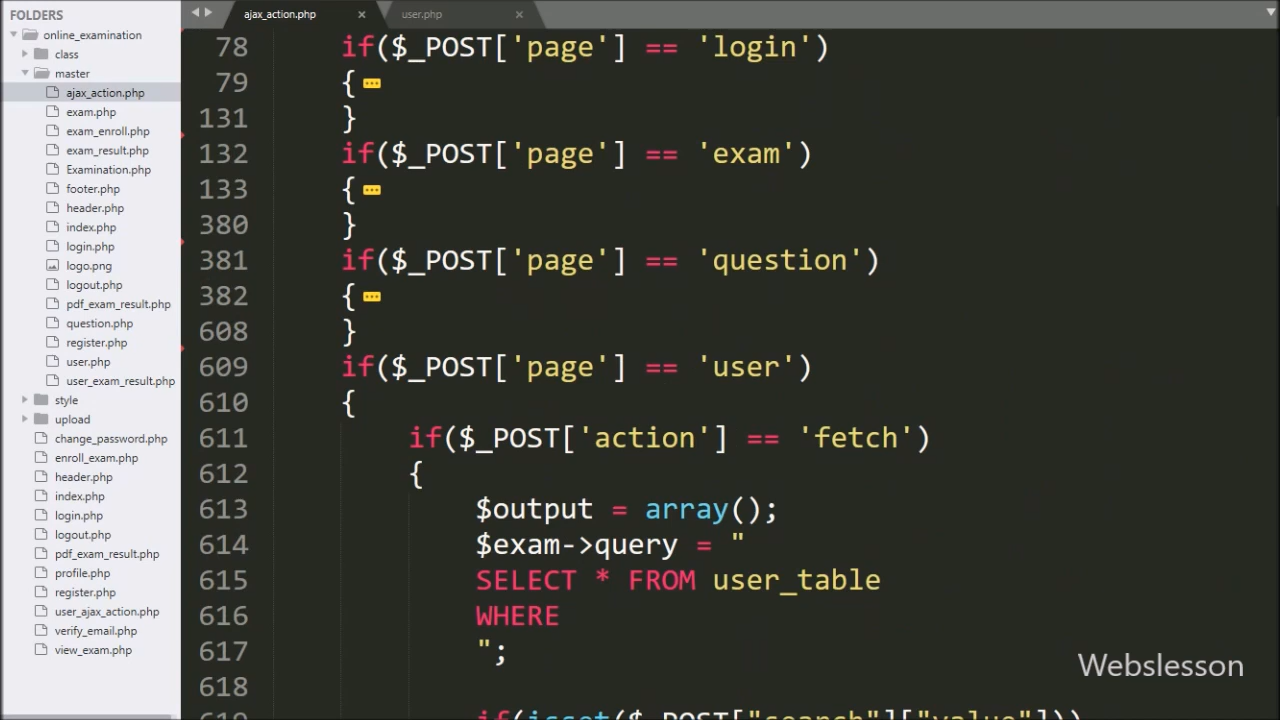 FOLDERS
online_examination
class
master
ajax_action.php
exam.php
exam_enroll.php
exam_result.php
Examination.php
footer.php
header.php
index.php
login.php
logo.png
logout.php
pdf_exam_result.php
question.php
register.php
user.php
user_exam_result.php
style
upload
change_password.php
enroll_exam.php
header.php
index.php
login.php
logout.php
pdf_exam_result.php
profile.php
register.php
user_ajax_action.php
verify_email.php
view_exam.php
ajax_action.php
user.php
78 if($_POST['page'] == 'login')
79 {
131 }
132 if($_POST['page'] == 'exam')
133 {
380 }
381 if($_POST['page'] == 'question')
382 {
608 }
609 if($_POST['page'] == 'user')
610 {
611 if($_POST['action'] == 'fetch')
612 {
613 $output = array();
614 $exam->query = "
615 SELECT * FROM user_table
616 WHERE
617 ";
618
619 if(isset($_POST["search"]["value"]))
Webslesson